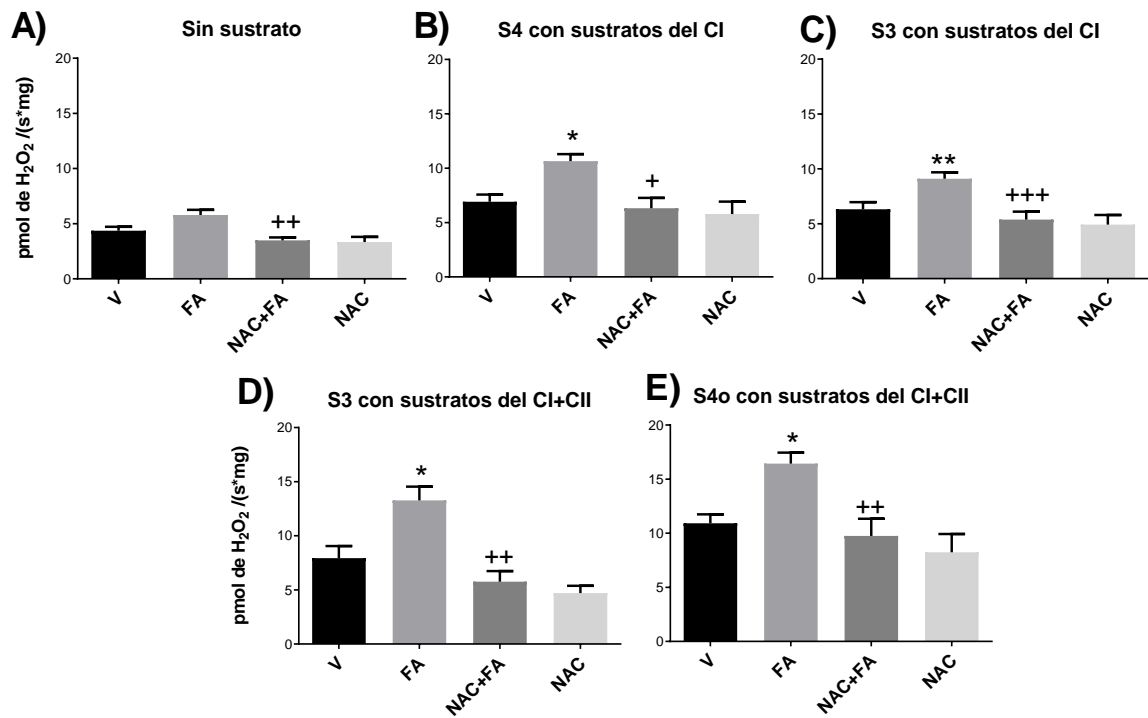 A)
Sin sustrato
pmol de H₂O₂ /(s*mg)
20
15
10
5
0
++
V
FA
NAC+FA
NAC
B)
S4 con sustratos del CI
20
15
10
5
0
*
+
V
FA
NAC+FA
NAC
C)
S3 con sustratos del CI
20
15
10
5
0
**
+++
V
FA
NAC+FA
NAC
D)
S3 con sustratos del CI+CII
pmol de H₂O₂ /(s*mg)
20
15
10
5
0
*
++
V
FA
NAC+FA
NAC
E)
S4o con sustratos del CI+CII
20
15
10
5
0
*
++
V
FA
NAC+FA
NAC